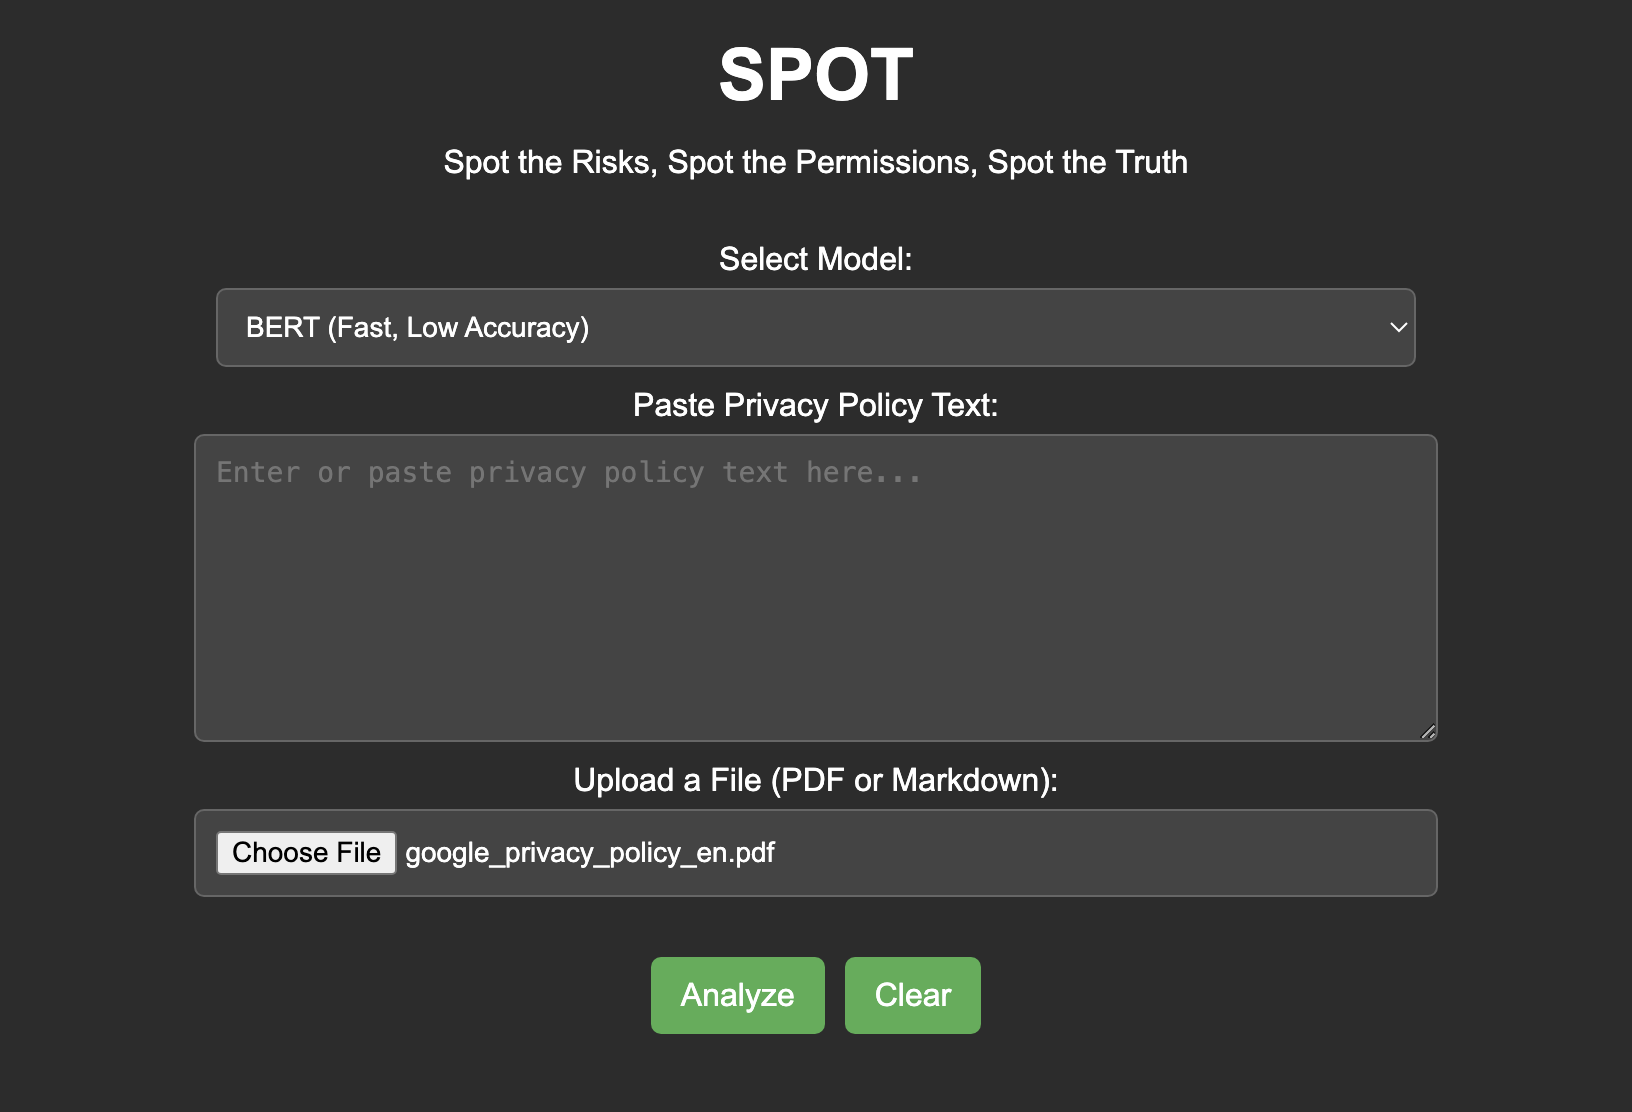 SPOT
Spot the Risks, Spot the Permissions, Spot the Truth
Select Model:
BERT (Fast, Low Accuracy)
Paste Privacy Policy Text:
Enter or paste privacy policy text here...
Upload a File (PDF or Markdown):
Choose File google_privacy_policy_en.pdf
Analyze Clear